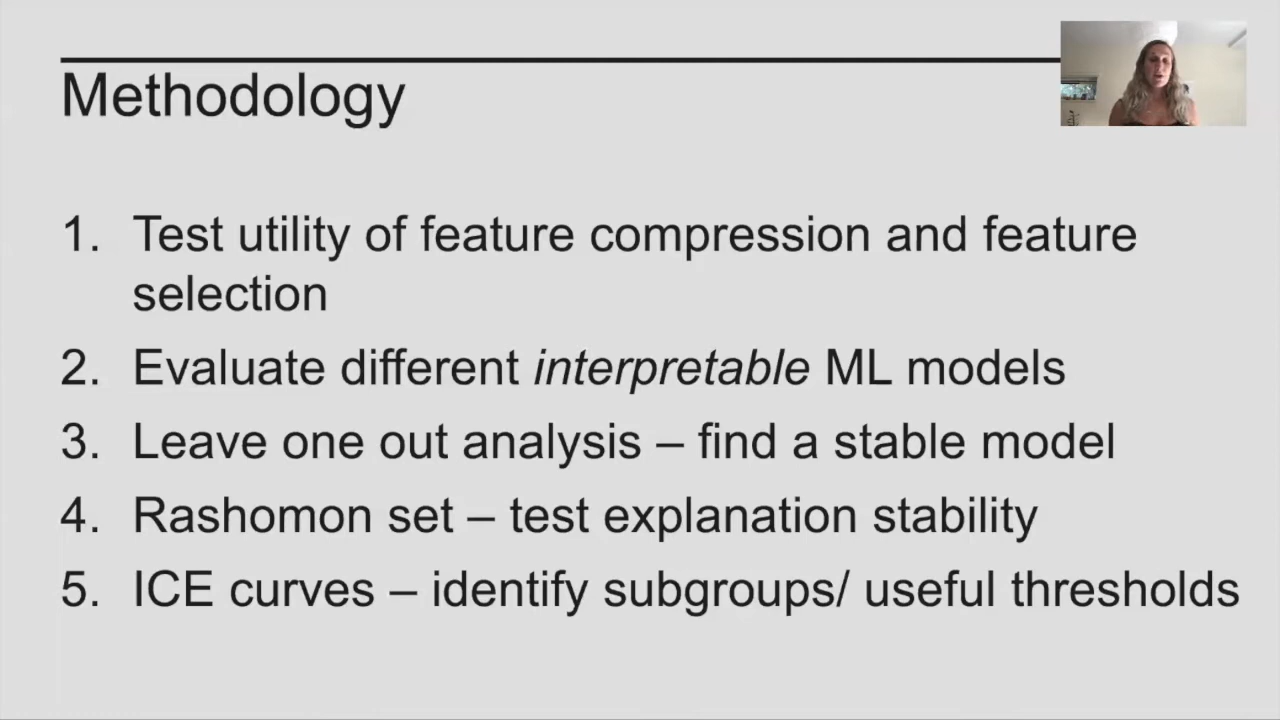 Methodology
1. Test utility of feature compression and feature
selection
2. Evaluate different interpretable ML models
3. Leave one out analysis – find a stable model
4. Rashomon set – test explanation stability
5. ICE curves – identify subgroups/ useful thresholds